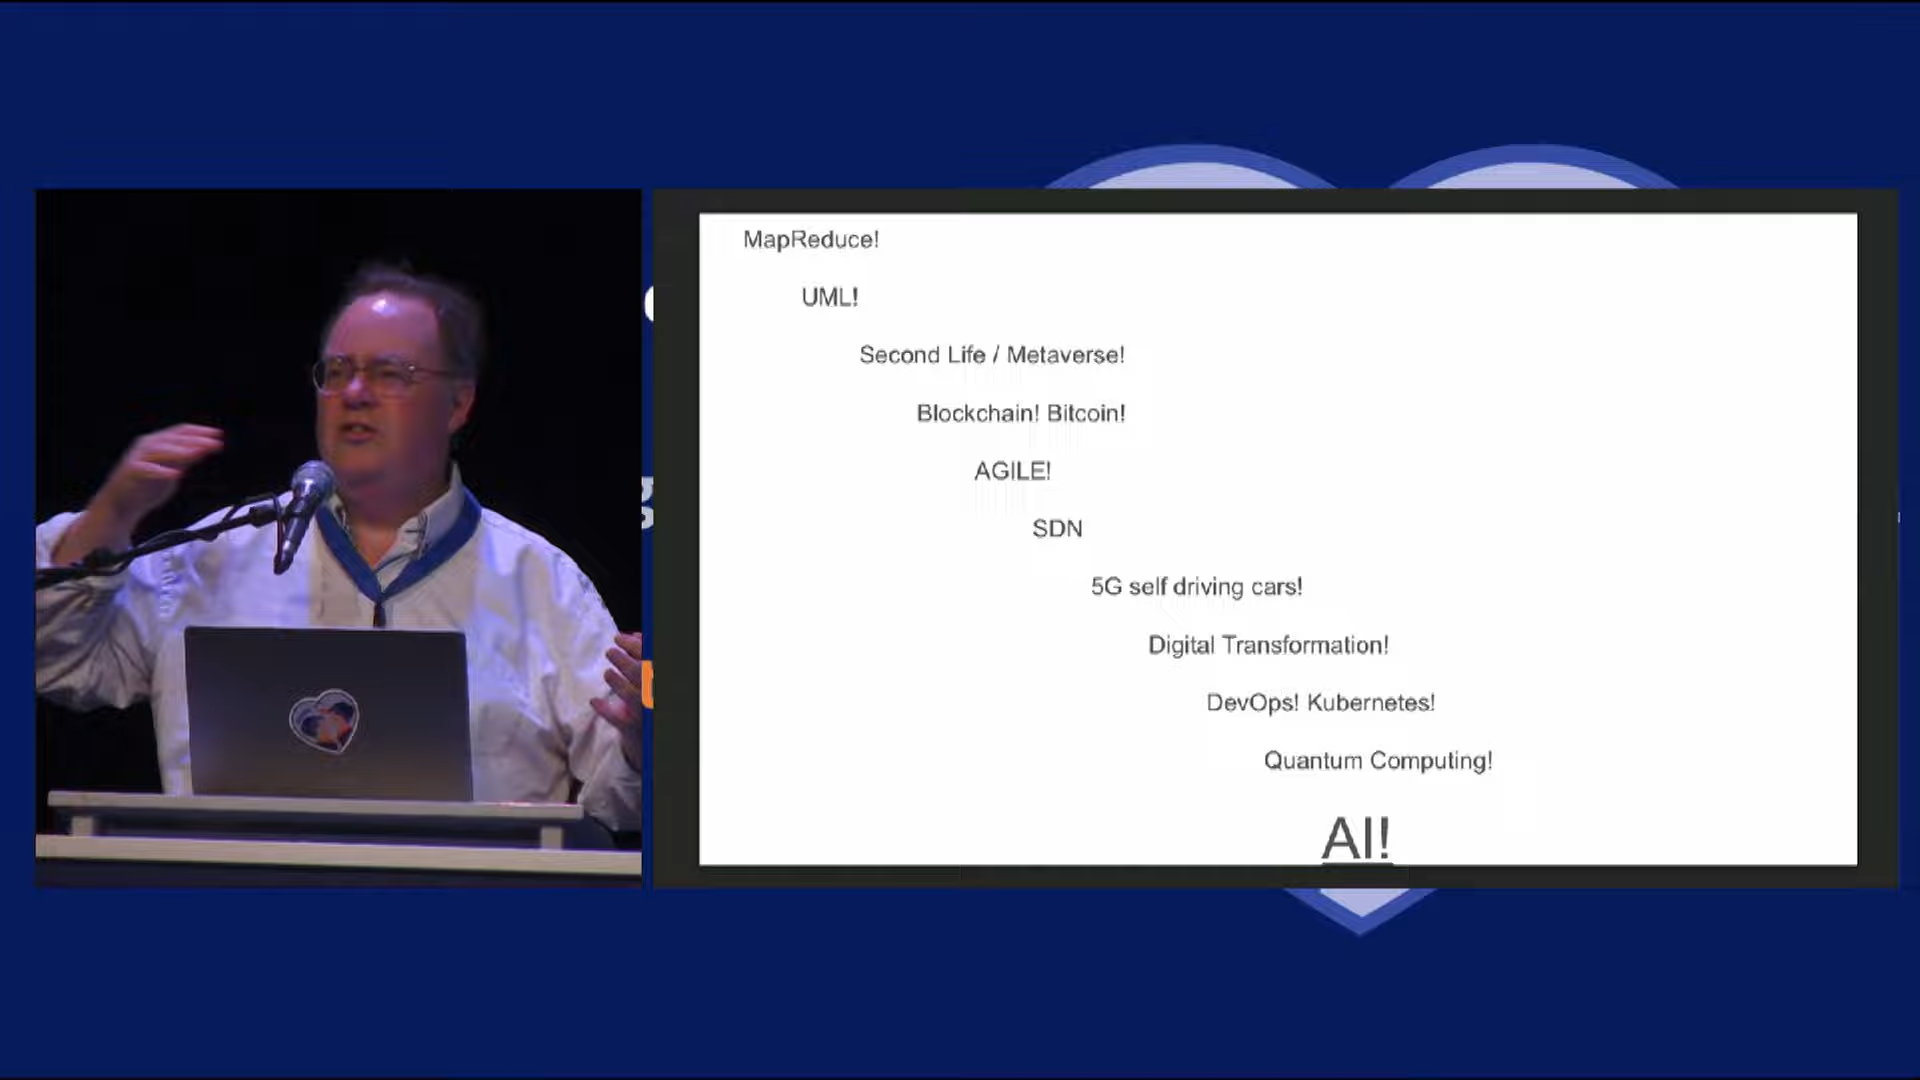 MapReduce!
UML!
Second Life / Metaverse!
Blockchain! Bitcoin!
AGILE!
SDN
5G self driving cars!
Digital Transformation!
DevOps! Kubernetes!
Quantum Computing!
AI!